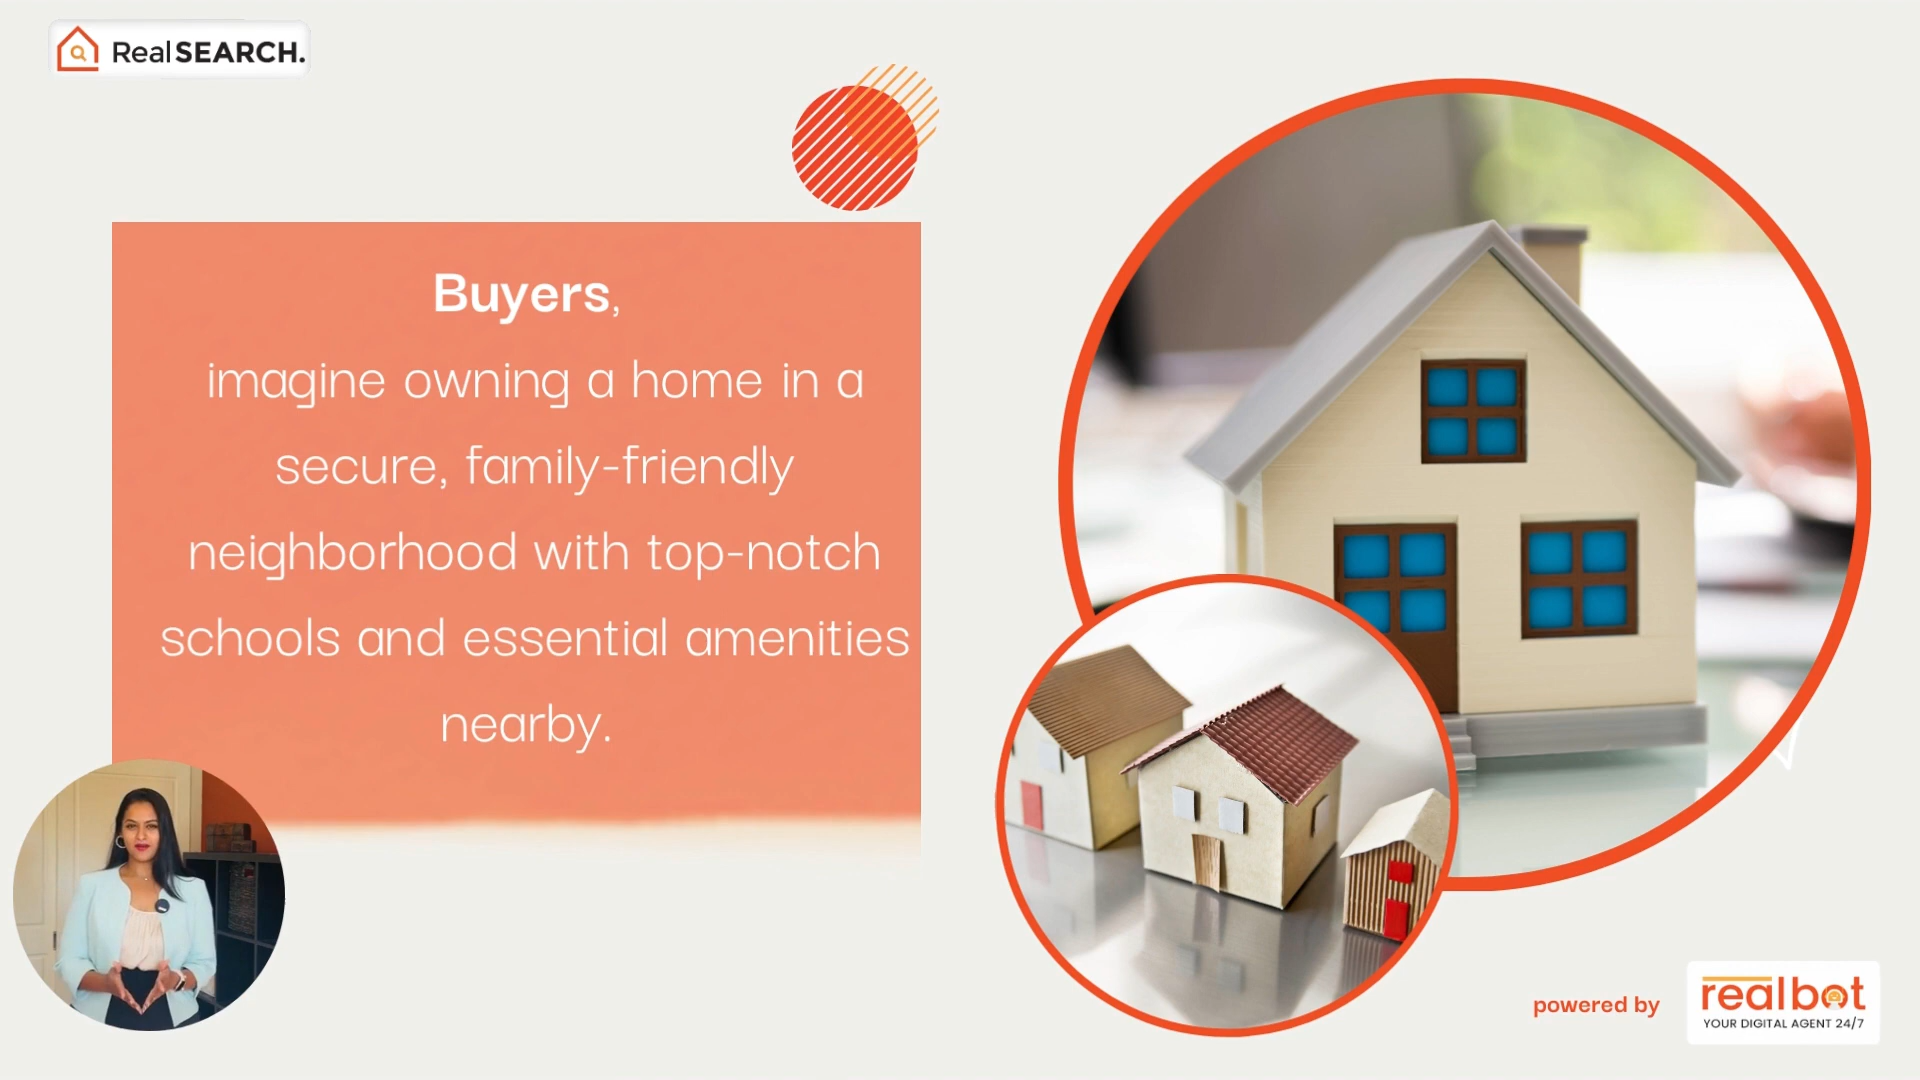 RealSEARCH.
Buyers,
imagine owning a home in a
secure, family-friendly
neighborhood with top-notch
schools and essential amenities
nearby.
powered by
realbot
YOUR DIGITAL AGENT 24/7